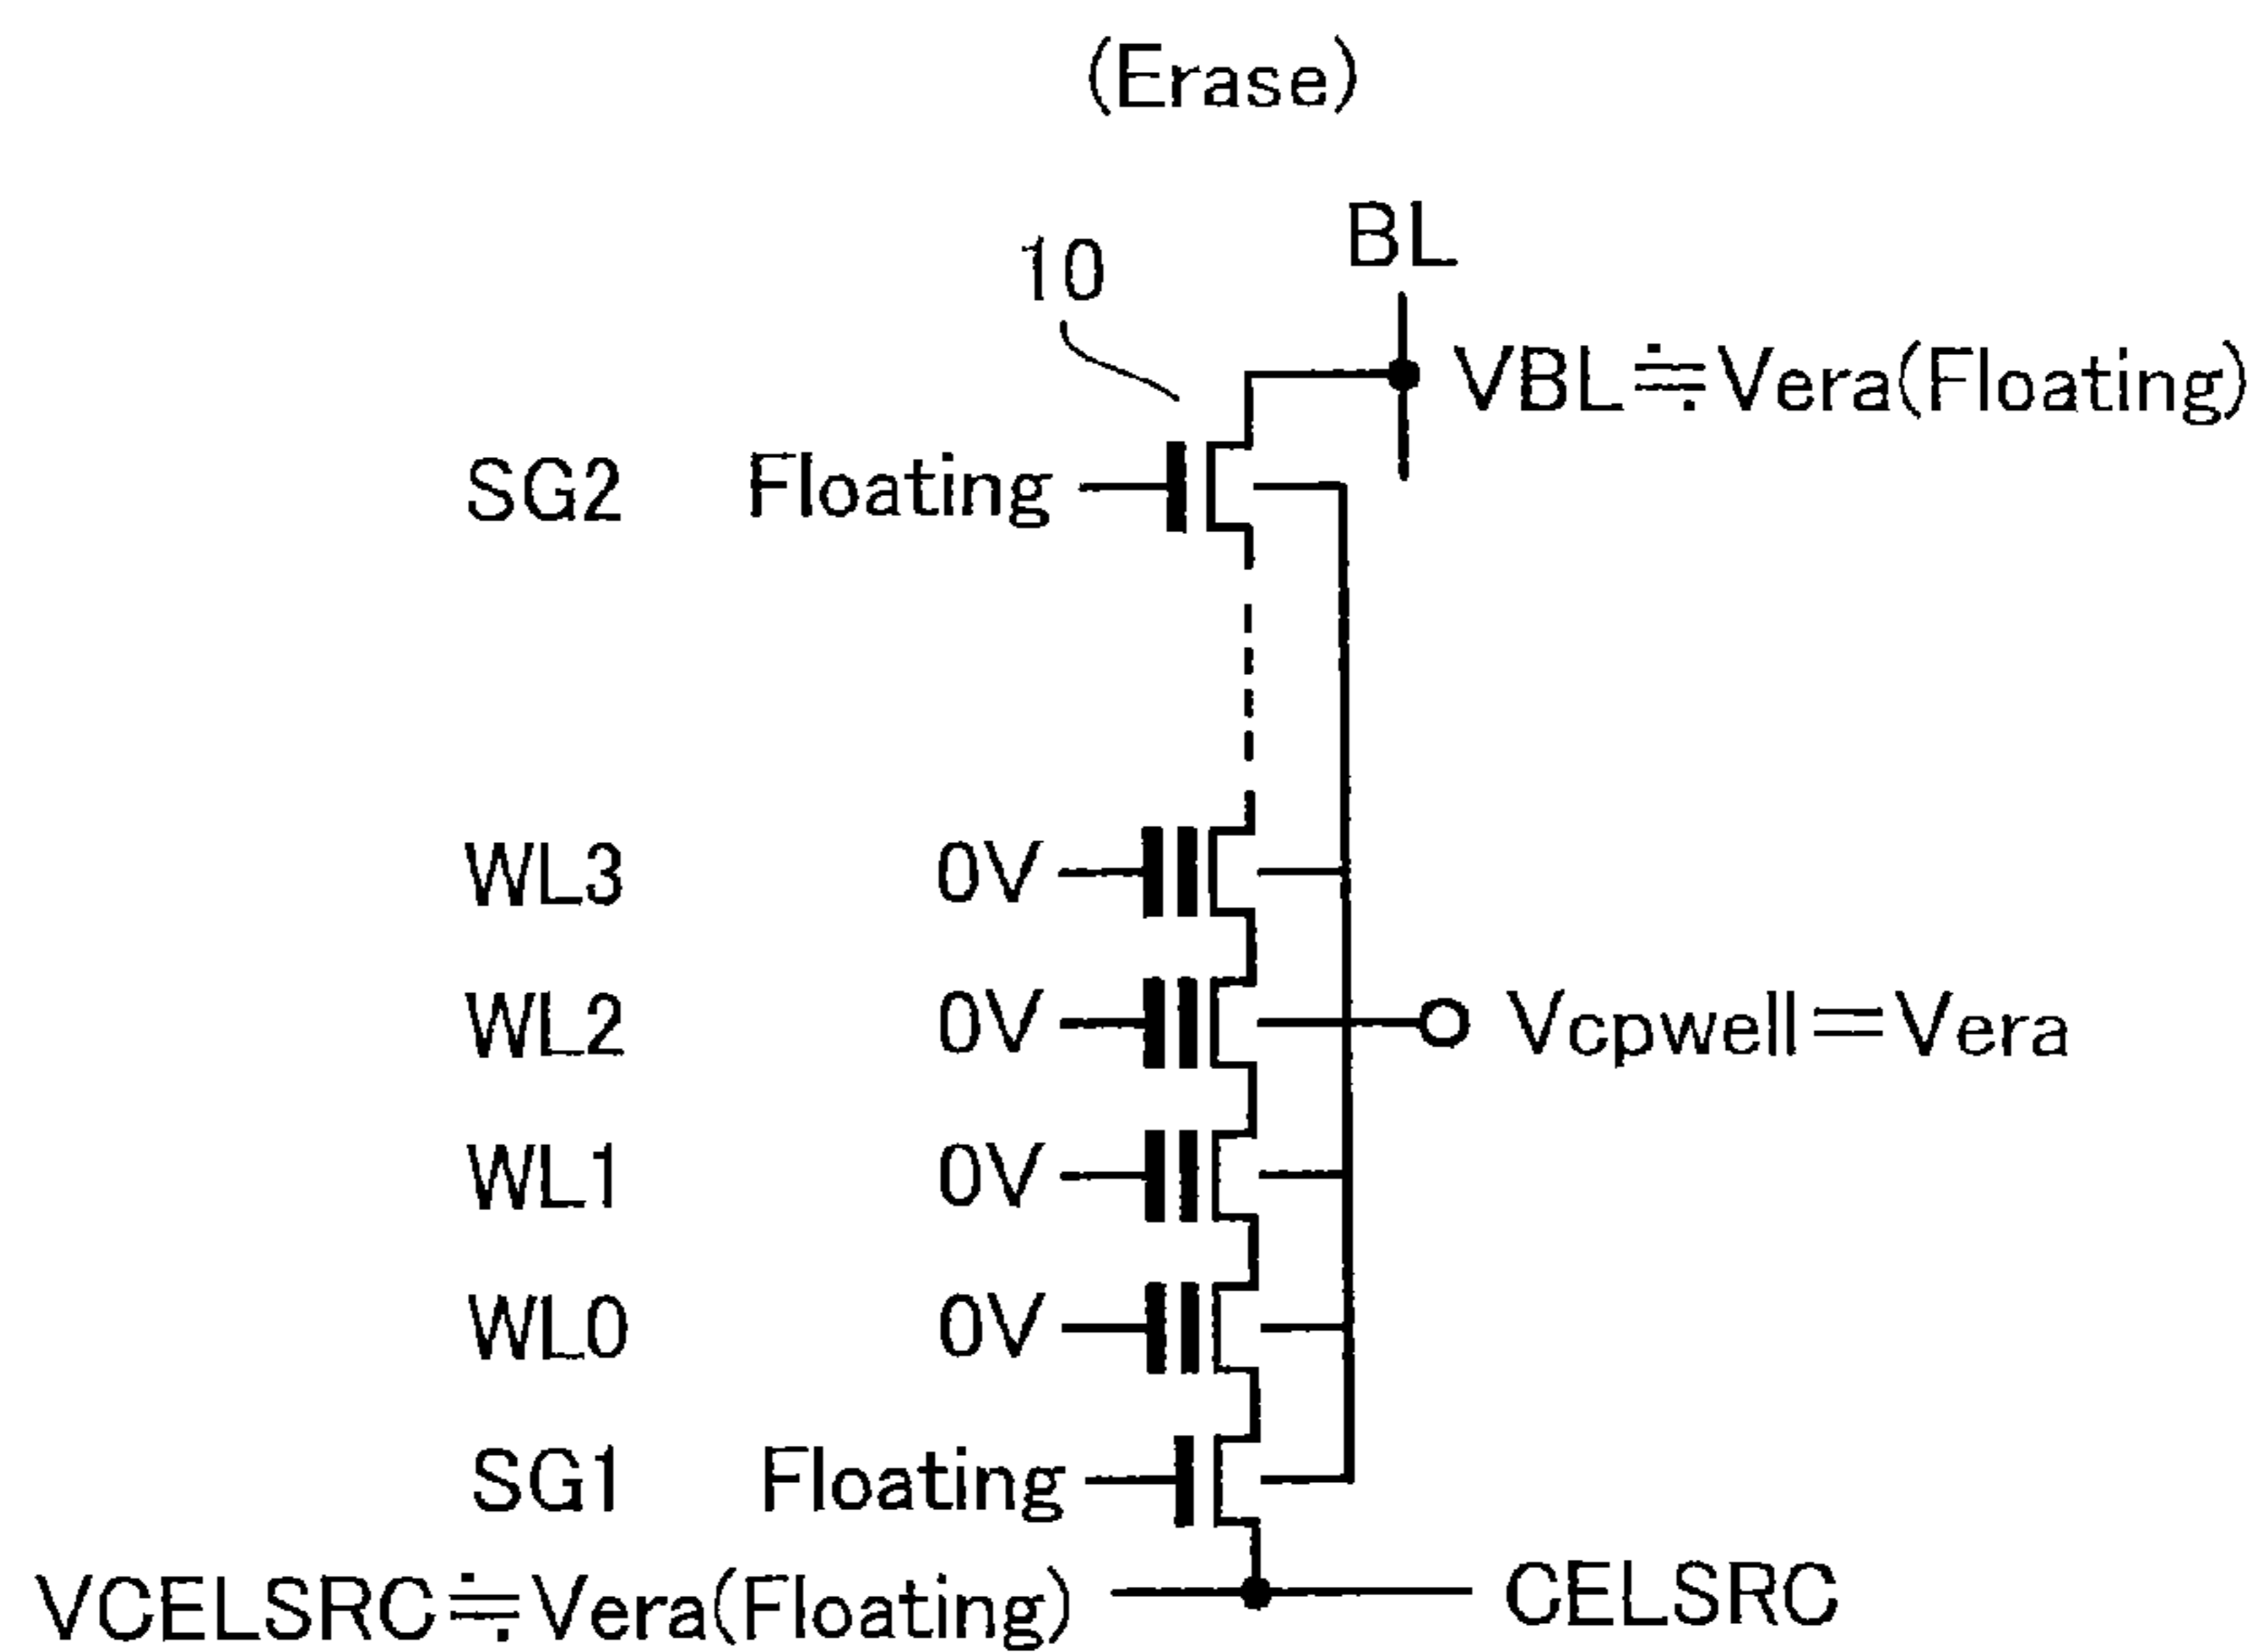 (Erase)
BL
10
VBL≒Vera(Floating)
SG2 Floating
WL3 0V
WL2 0V Vcpwell=Vera
WL1 0V
WL0 0V
SG1 Floating
VCELSRC≒Vera(Floating) CELSRC